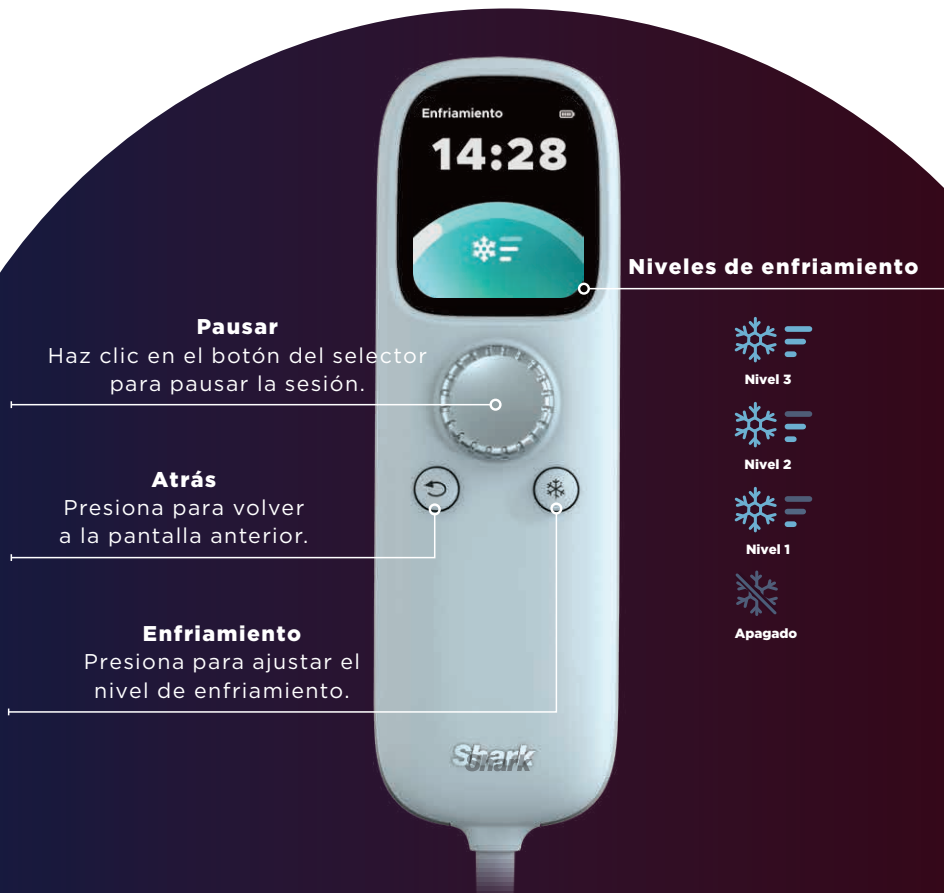 Enfriamiento
14:28
Niveles de enfriamiento
Pausar
Haz clic en el botón del selector
para pausar la sesión.
Nivel 3
Atrás
Presiona para volver
a la pantalla anterior.
Nivel 2
Nivel 1
Enfriamiento
Presiona para ajustar el
nivel de enfriamiento.
Apagado
Shark
Shark